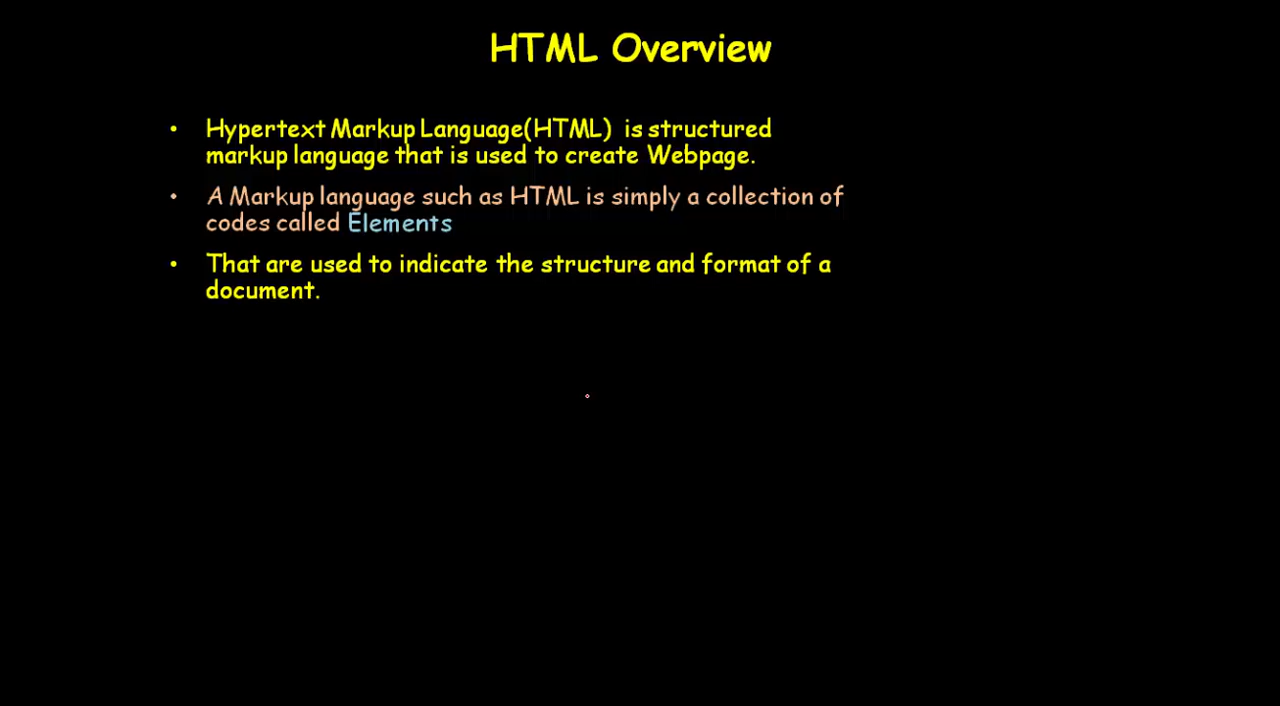 HTML Overview
• Hypertext Markup Language(HTML)  is structured
markup language that is used to create Webpage.
• A Markup language such as HTML is simply a collection of
codes called Elements
• That are used to indicate the structure and format of a
document.